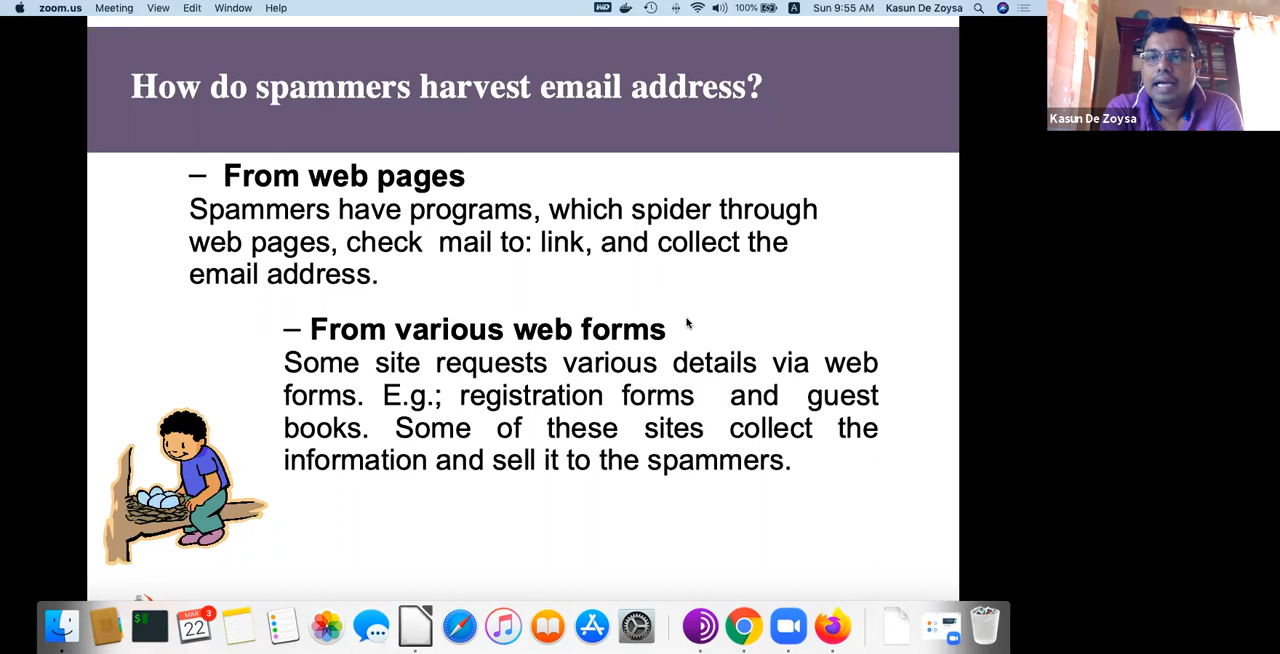 zoom.us Meeting View Edit Window Help 100% A Sun 9:55 AM Kasun De Zoysa
How do spammers harvest email address?
Kasun De Zoysa
– From web pages
Spammers have programs, which spider through
web pages, check mail to: link, and collect the
email address.
– From various web forms
Some site requests various details via web
forms. E.g.; registration forms and guest
books. Some of these sites collect the
information and sell it to the spammers.
$
MAR 3
22